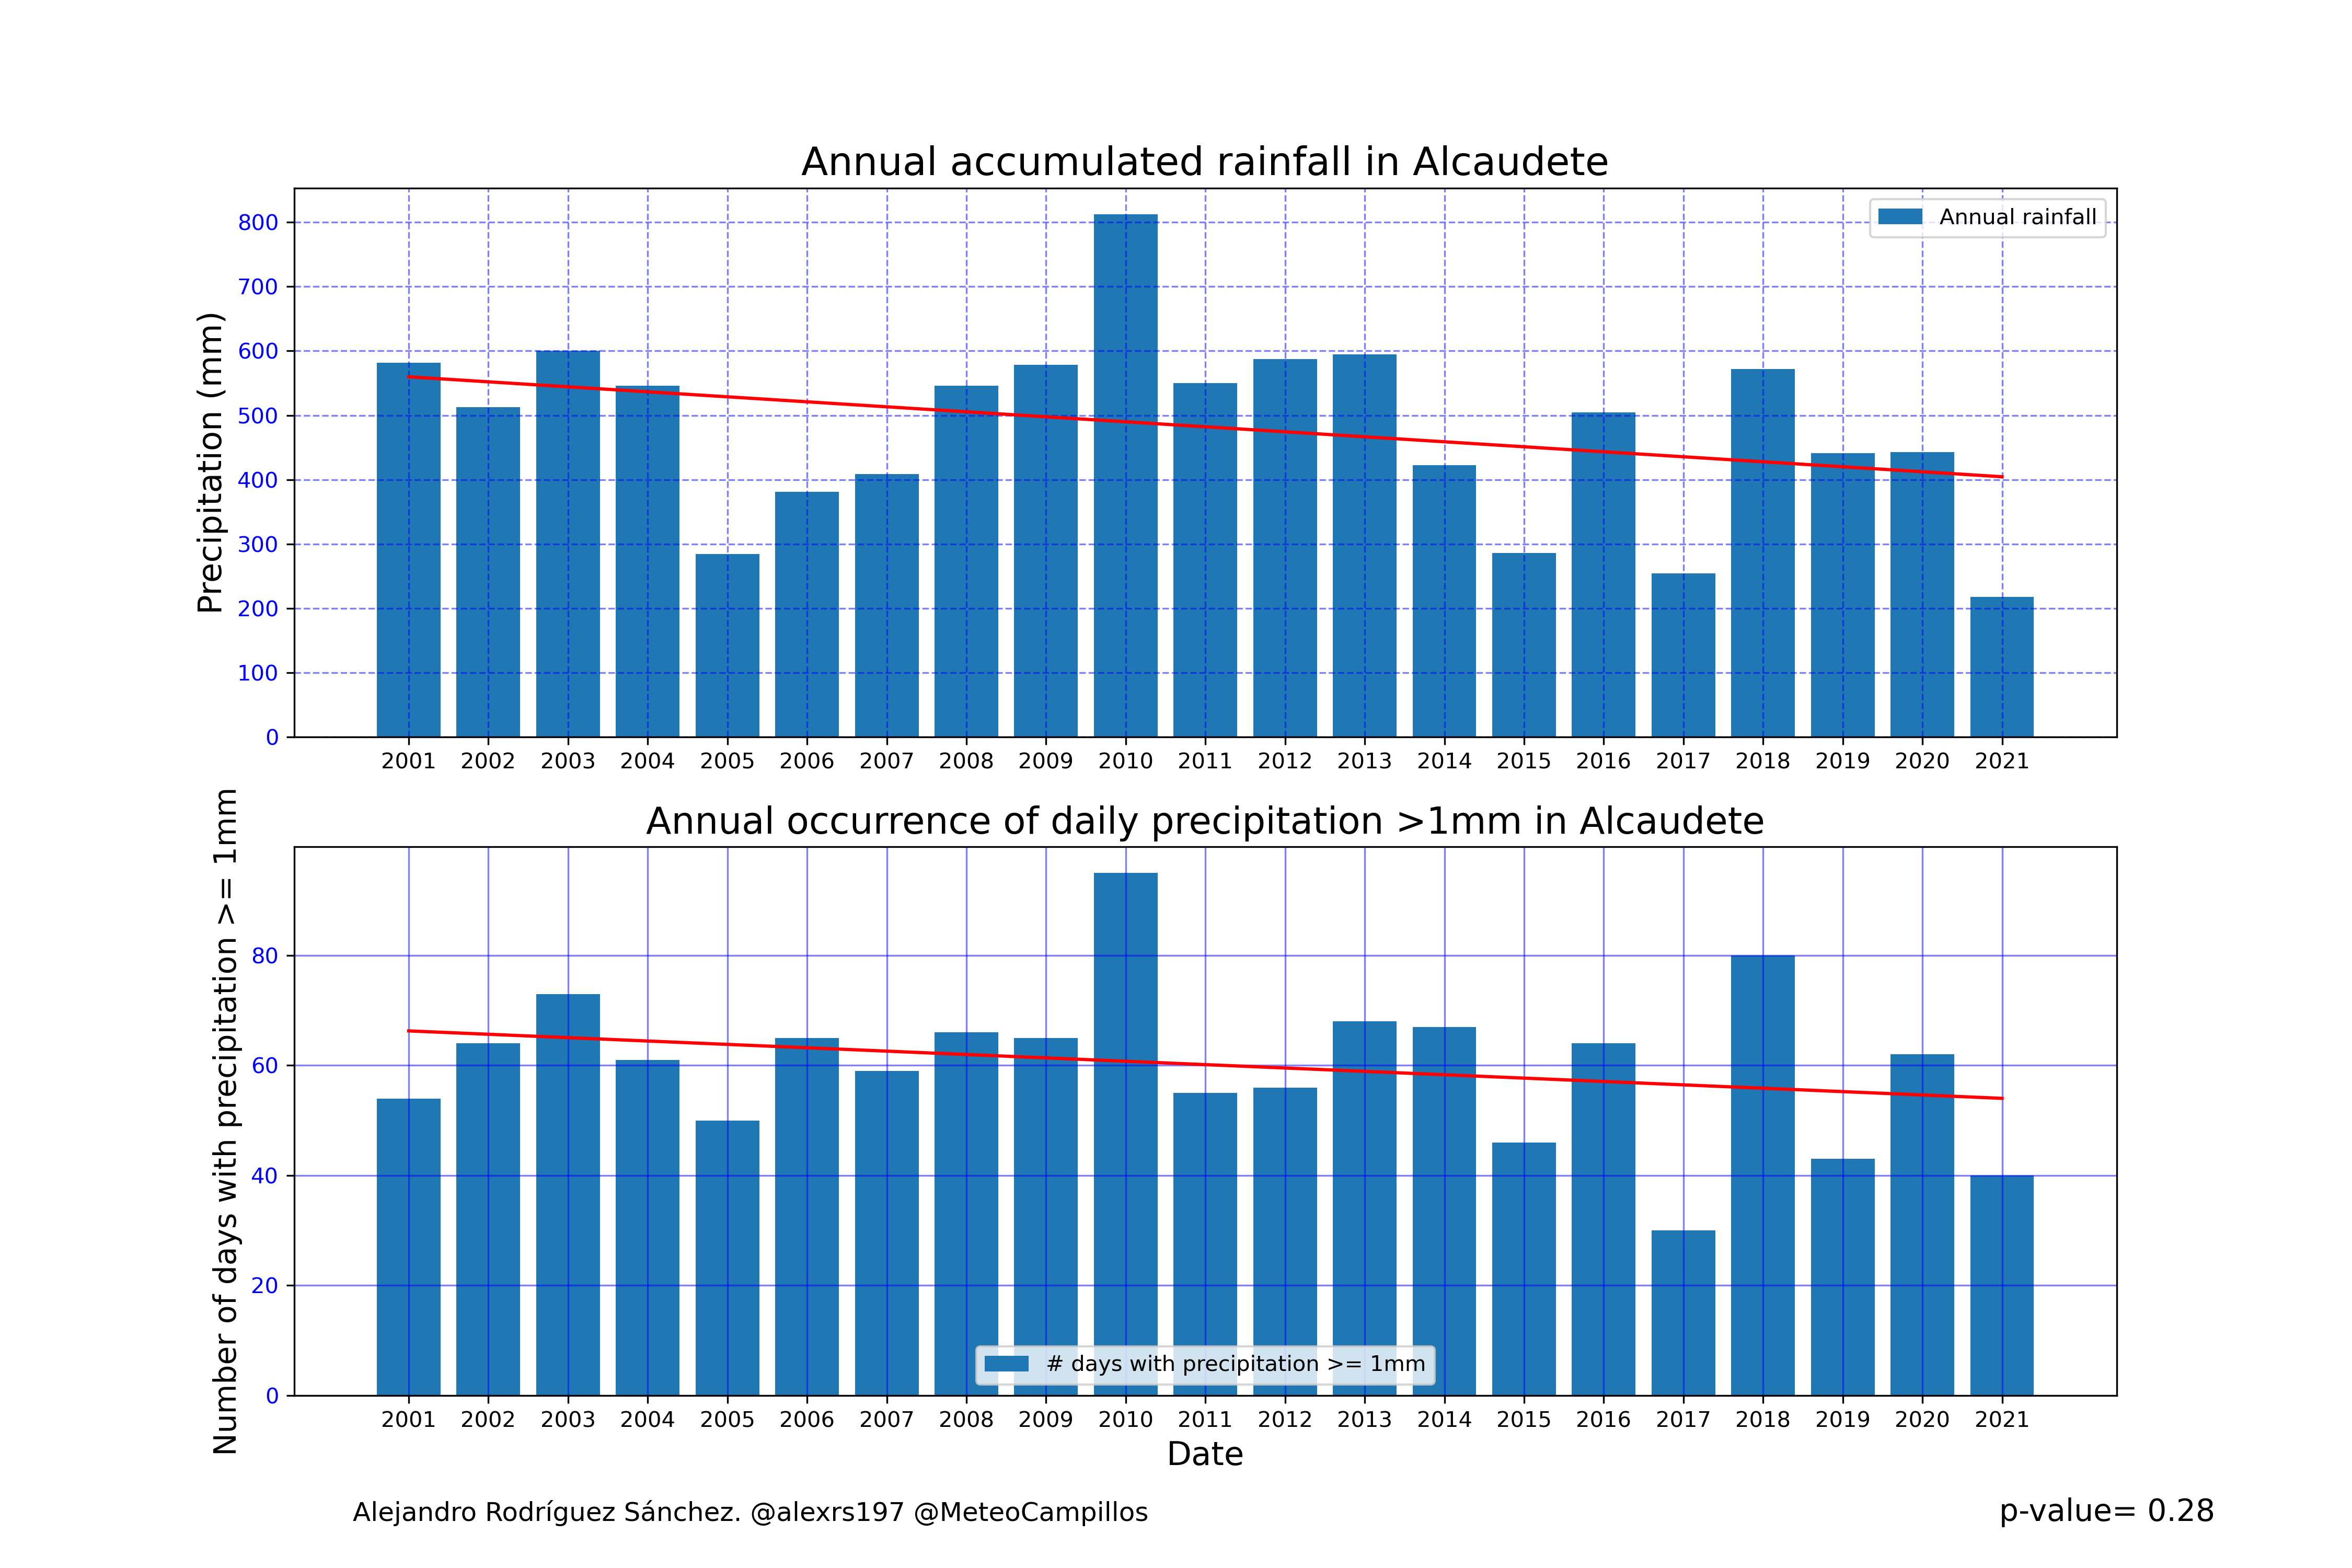 Annual accumulated rainfall in Alcaudete
Precipitation (mm)
800
700
600
500
400
300
200
100
0
Annual rainfall
2001 2002 2003 2004 2005 2006 2007 2008 2009 2010 2011 2012 2013 2014 2015 2016 2017 2018 2019 2020 2021
Annual occurrence of daily precipitation >1mm in Alcaudete
Number of days with precipitation >= 1mm
80
60
40
20
0
# days with precipitation >= 1mm
2001 2002 2003 2004 2005 2006 2007 2008 2009 2010 2011 2012 2013 2014 2015 2016 2017 2018 2019 2020 2021
Date
Alejandro Rodríguez Sánchez. @alexrs197 @MeteoCampillos
p-value= 0.28